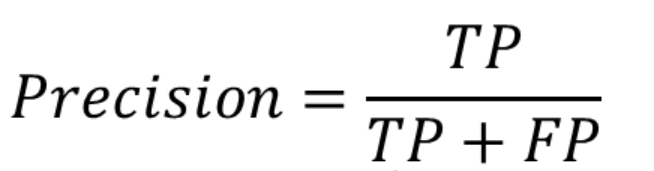 Precision = TP / TP + FP